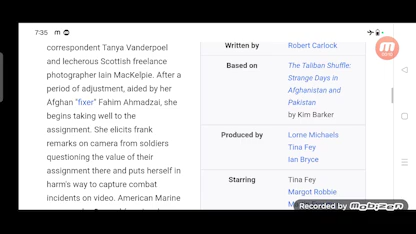 7:35 m
correspondent Tanya Vanderpoel
and lecherous Scottish freelance
photographer Iain MacKelpie. After a
period of adjustment, aided by her
Afghan "fixer" Fahim Ahmadzai, she
begins taking well to the
assignment. She elicits frank
remarks on camera from soldiers
questioning the value of their
assignment there and puts herself in
harm's way to capture combat
incidents on video. American Marine
Written by Robert Carlock
Based on The Taliban Shuffle:
Strange Days in
Afghanistan and
Pakistan
by Kim Barker
Produced by Lorne Michaels
Tina Fey
Ian Bryce
Starring Tina Fey
Margot Robbie
Recorded by MOBIZEN